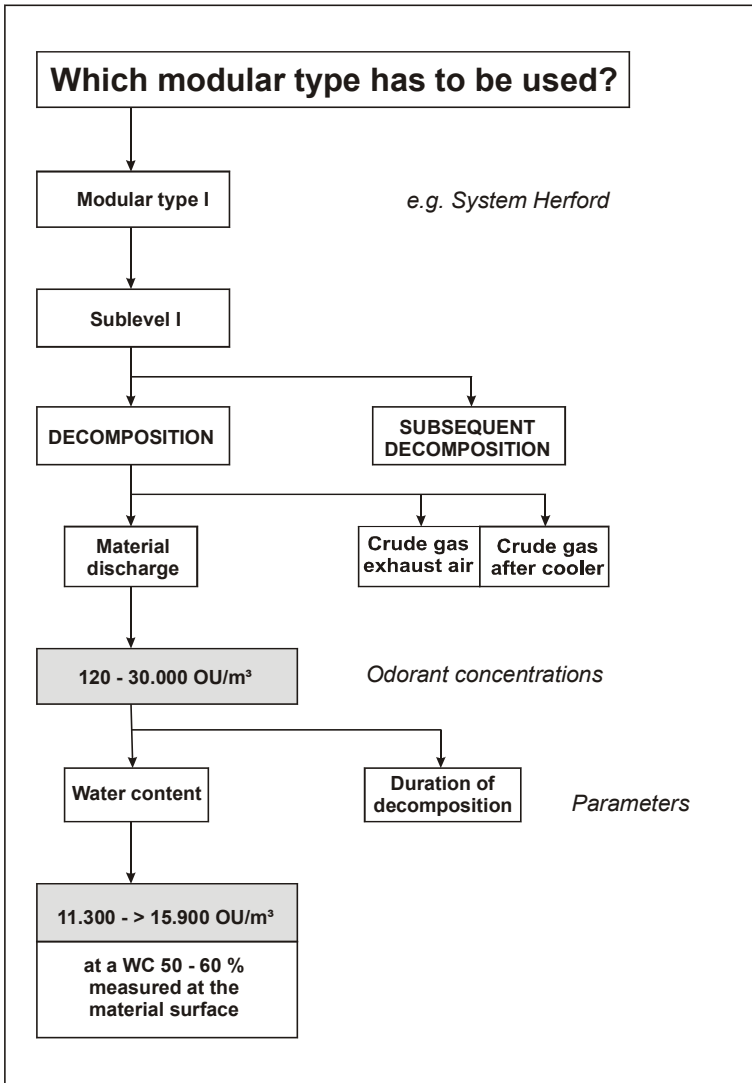 Which modular type has to be used?
Modular type I
e.g. System Herford
Sublevel I
DECOMPOSITION
SUBSEQUENT
DECOMPOSITION
Material
discharge
Crude gas
exhaust air
Crude gas
after cooler
120 - 30.000 OU/m³
Odorant concentrations
Water content
Duration of
decomposition
Parameters
11.300 - > 15.900 OU/m³
at a WC 50 - 60 %
measured at the
material surface